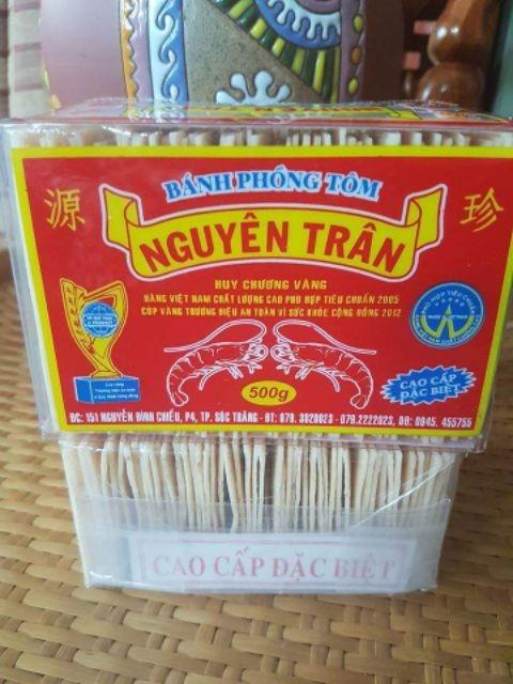 BÁNH PHỒNG TÔM
源 珍
NGUYÊN TRÂN
HUY CHƯƠNG VÀNG
HÀNG VIỆT NAM CHẤT LƯỢNG CAO PHÙ HỢP TIÊU CHUẨN 2005
CÚP VÀNG THƯƠNG HIỆU AN TOÀN VÌ SỨC KHỎE CỘNG ĐỒNG 2012
500g
CAO CẤP
ĐẶC BIỆT
ĐC: 151 NGUYỄN ĐÌNH CHIỂU, P4, TP. SÓC TRĂNG - ĐT: 079. 3820023 - 079.2222023, DĐ: 0945. 455755
CAO CẤP ĐẶC BIỆT